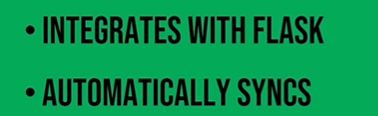 • INTEGRATES WITH FLASK
• AUTOMATICALLY SYNCS